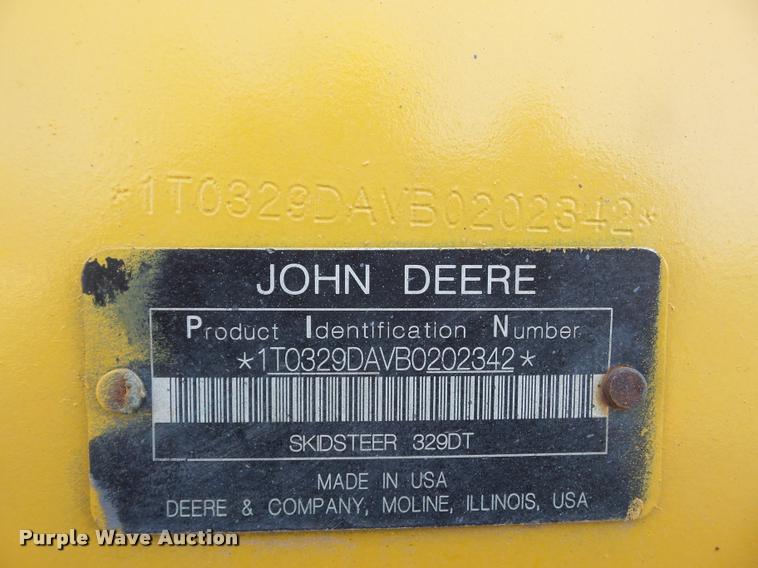 *1T0329DAVB0202342*
JOHN DEERE
Product Identification Number
*1T0329DAVB0202342*
SKIDSTEER 329DT
MADE IN USA
DEERE & COMPANY, MOLINE, ILLINOIS, USA
Purple Wave Auction